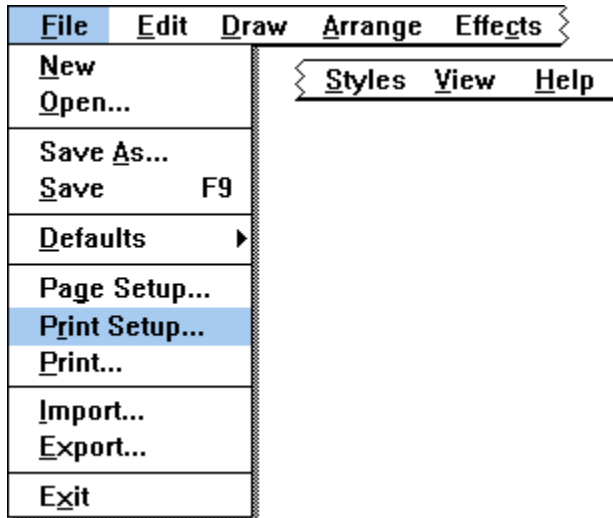 File Edit Draw Arrange Effects
Styles View Help
New
Open...
Save As...
Save F9
Defaults
Page Setup...
Print Setup...
Print...
Import...
Export...
Exit